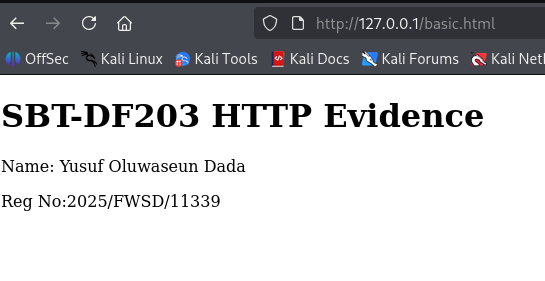 http://127.0.0.1/basic.html
OffSec Kali Linux Kali Tools Kali Docs Kali Forums Kali
SBT-DF203 HTTP Evidence
Name: Yusuf Oluwaseun Dada
Reg No:2025/FWSD/11339